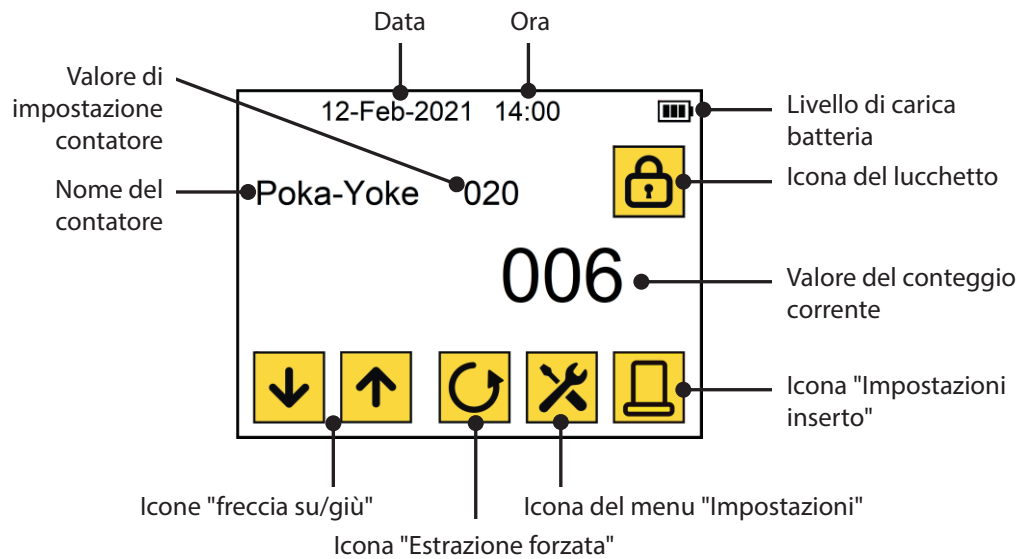 Data
Ora
Valore di
impostazione
contatore
12-Feb-2021 14:00
Livello di carica
batteria
Nome del
contatore
Poka-Yoke 020
Icona del lucchetto
006
Valore del conteggio
corrente
Icona "Impostazioni
inserto"
Icone "freccia su/giù"
Icona del menu "Impostazioni"
Icona "Estrazione forzata"